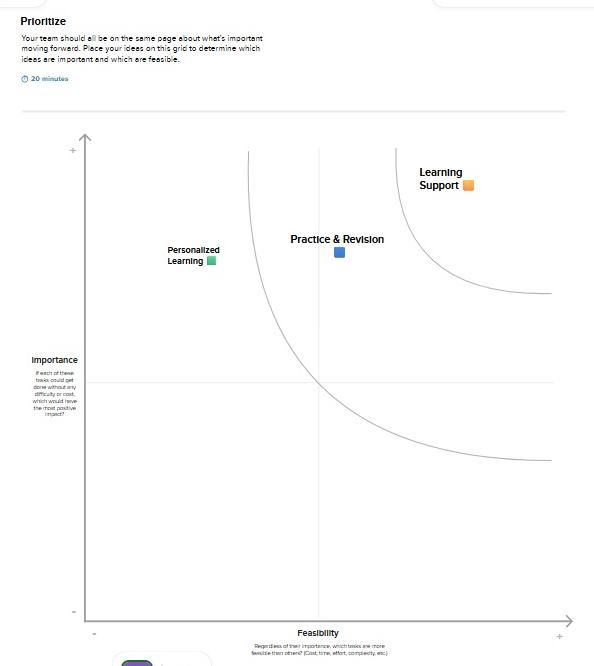 Prioritize
Your team should all be on the same page about what's important
moving forward. Place your ideas on this grid to determine which
ideas are important and which are feasible.
20 minutes
+
Learning
Support
Practice & Revision
Personalized
Learning
Importance
If each of these
tasks could get
done without any
difficulty or cost,
which would have
the most positive
impact?
-
-
Feasibility
+
Regardless of their importance, which tasks are more
feasible than others? (Cost, time, effort, complexity, etc.)